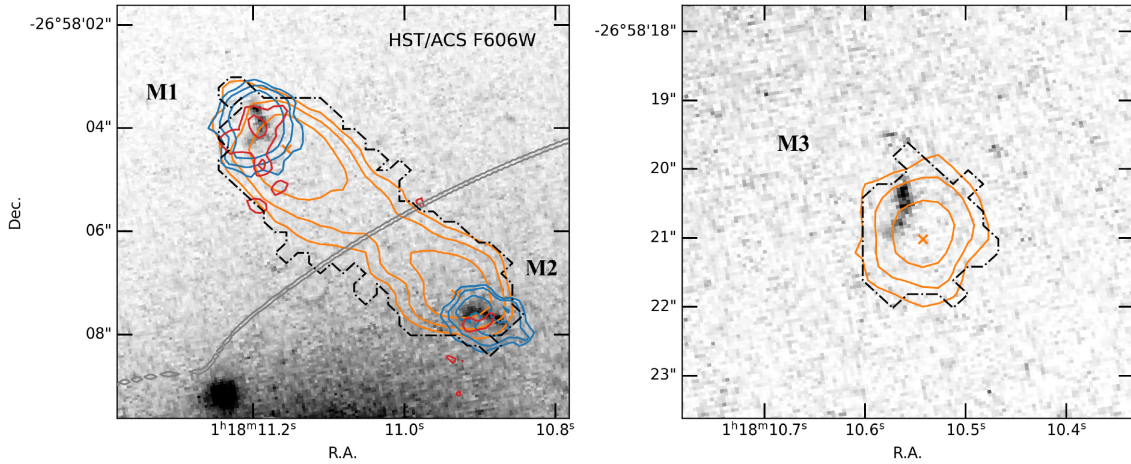 -26°58'02"
04"
06"
08"
Dec.
HST/ACS F606W
M1
M2
1ʰ18ᵐ11.2ˢ
11.0ˢ
10.8ˢ
R.A.
-26°58'18"
19"
20"
21"
22"
23"
M3
1ʰ18ᵐ10.7ˢ
10.6ˢ
10.5ˢ
10.4ˢ
R.A.